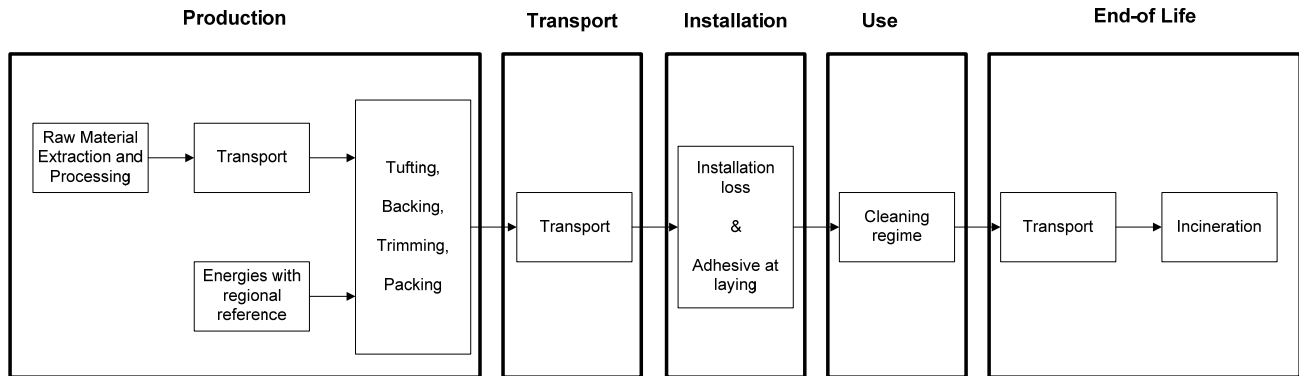 Production
Transport
Installation
Use
End-of Life
Raw Material
Extraction and
Processing
Transport
Energies with
regional
reference
Tufting,
Backing,
Trimming,
Packing
Transport
Installation
loss
&
Adhesive at
laying
Cleaning
regime
Transport
Incineration